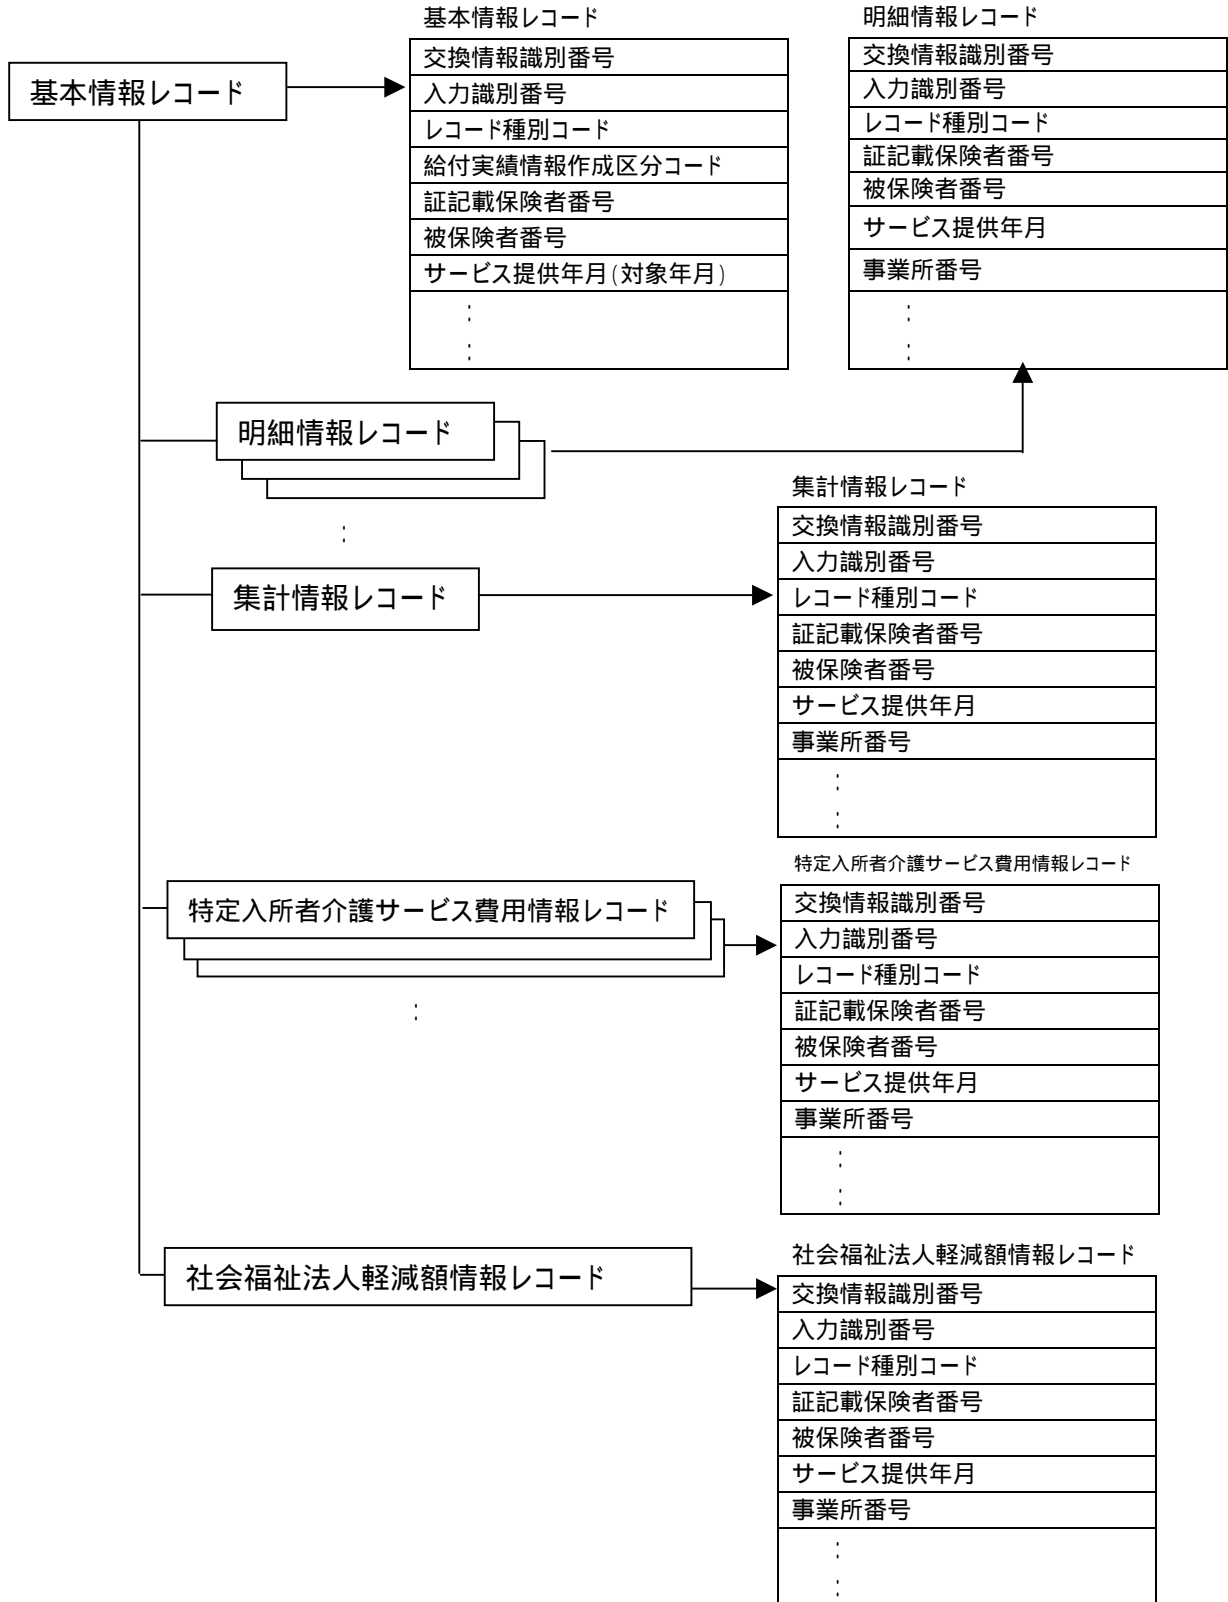 基本情報レコード
基本情報レコード
交換情報識別番号
入力識別番号
レコード種別コード
給付実績情報作成区分コード
証記載保険者番号
被保険者番号
サービス提供年月(対象年月)
:
:
明細情報レコード
交換情報識別番号
入力識別番号
レコード種別コード
証記載保険者番号
被保険者番号
サービス提供年月
事業所番号
:
:
明細情報レコード
:
集計情報レコード
集計情報レコード
交換情報識別番号
入力識別番号
レコード種別コード
証記載保険者番号
被保険者番号
サービス提供年月
事業所番号
:
:
特定入所者介護サービス費用情報レコード
:
特定入所者介護サービス費用情報レコード
交換情報識別番号
入力識別番号
レコード種別コード
証記載保険者番号
被保険者番号
サービス提供年月
事業所番号
:
:
社会福祉法人軽減額情報レコード
社会福祉法人軽減額情報レコード
交換情報識別番号
入力識別番号
レコード種別コード
証記載保険者番号
被保険者番号
サービス提供年月
事業所番号
:
: